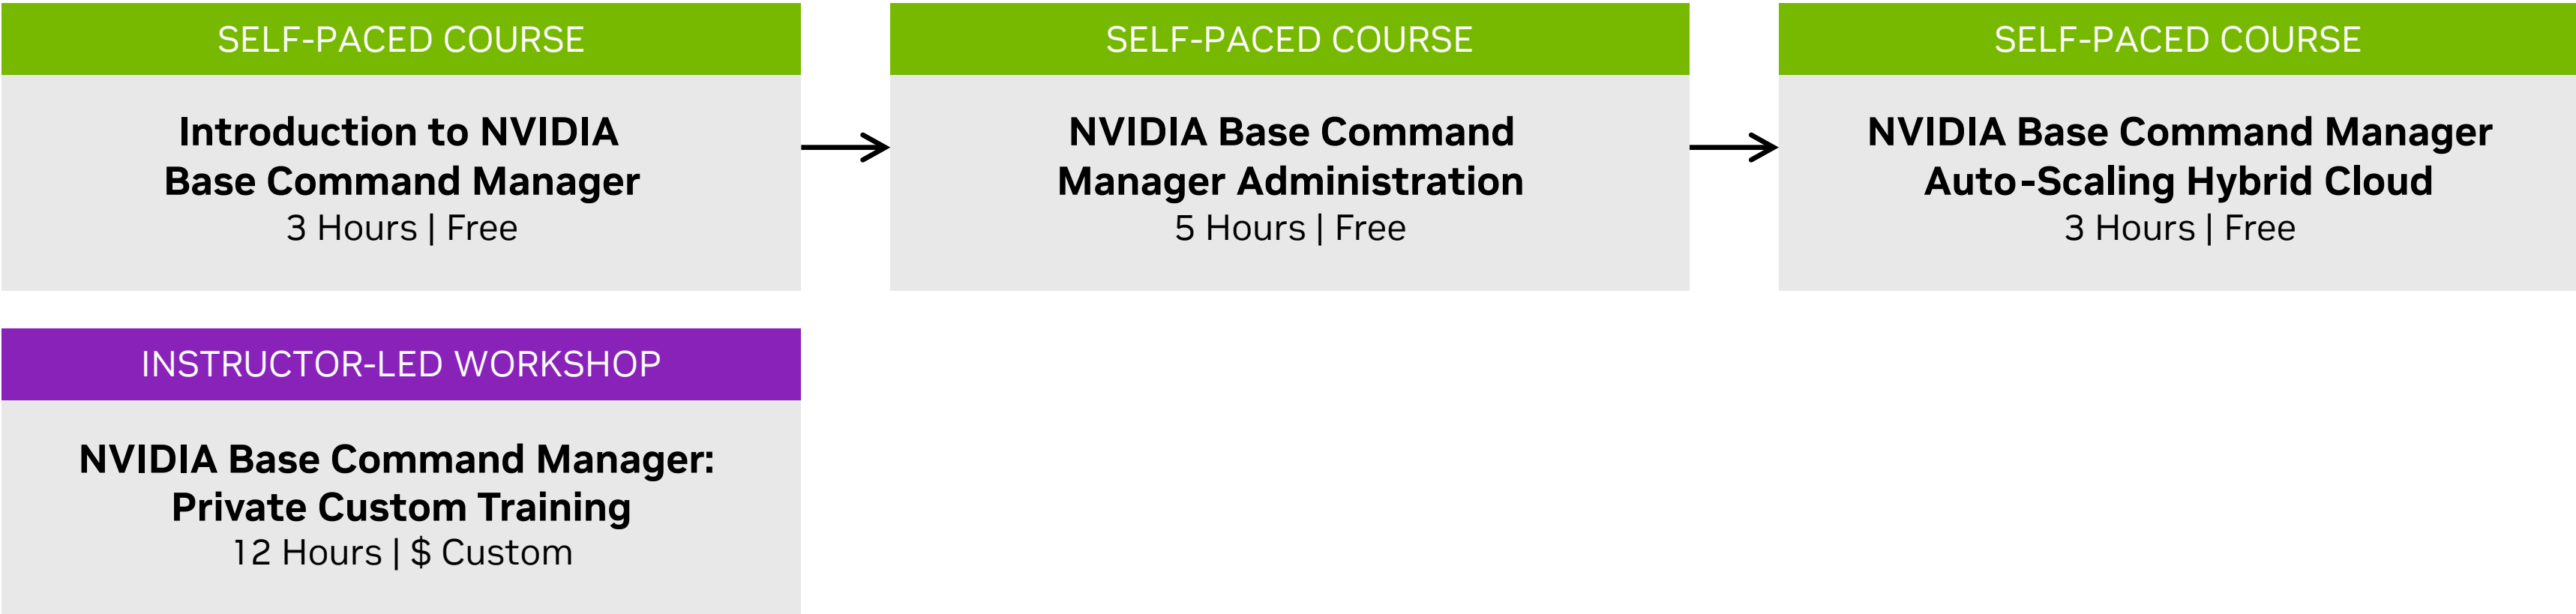 SELF-PACED COURSE
Introduction to NVIDIA
Base Command Manager
3 Hours | Free
SELF-PACED COURSE
NVIDIA Base Command
Manager Administration
5 Hours | Free
SELF-PACED COURSE
NVIDIA Base Command Manager
Auto-Scaling Hybrid Cloud
3 Hours | Free
INSTRUCTOR-LED WORKSHOP
NVIDIA Base Command Manager:
Private Custom Training
12 Hours | $ Custom